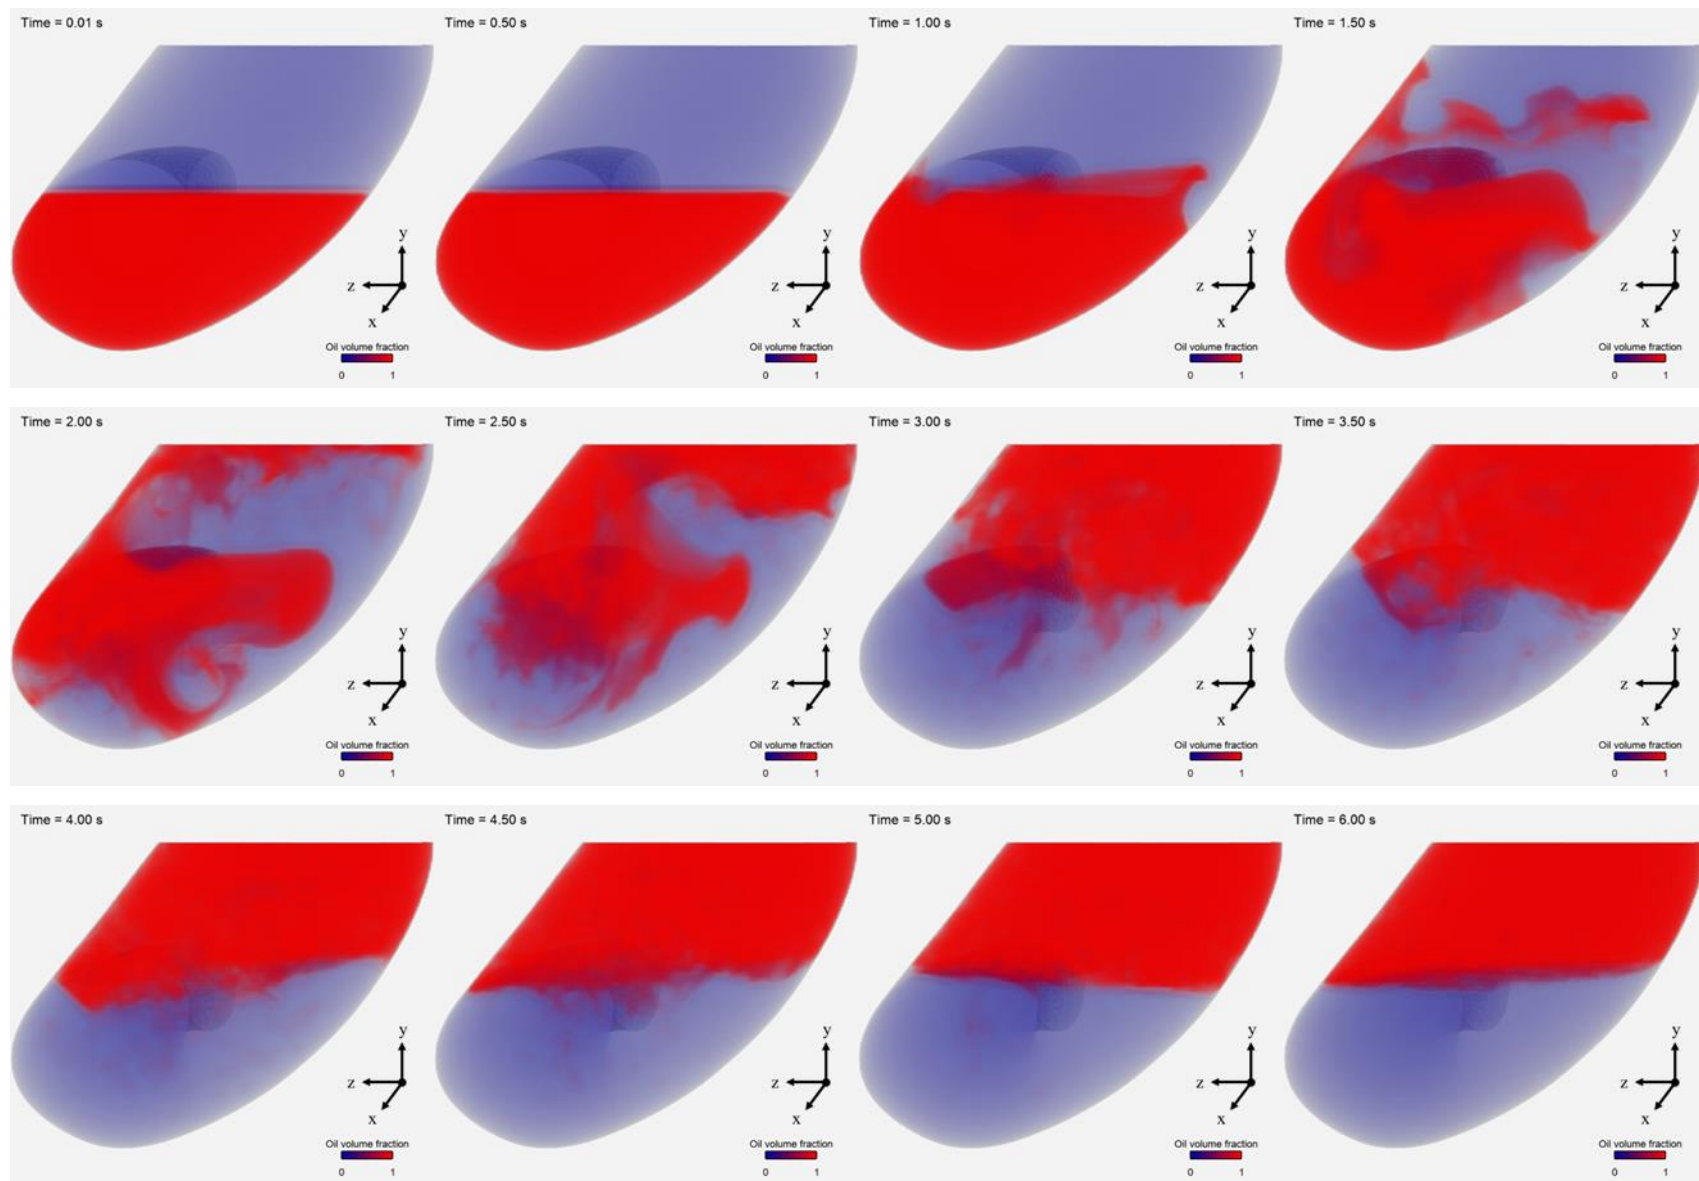 Time = 0.01 s
y
z
x
Oil volume fraction
0 1
Time = 0.50 s
y
z
x
Oil volume fraction
0 1
Time = 1.00 s
y
z
x
Oil volume fraction
0 1
Time = 1.50 s
y
z
x
Oil volume fraction
0 1
Time = 2.00 s
y
z
x
Oil volume fraction
0 1
Time = 2.50 s
y
z
x
Oil volume fraction
0 1
Time = 3.00 s
y
z
x
Oil volume fraction
0 1
Time = 3.50 s
y
z
x
Oil volume fraction
0 1
Time = 4.00 s
y
z
x
Oil volume fraction
0 1
Time = 4.50 s
y
z
x
Oil volume fraction
0 1
Time = 5.00 s
y
z
x
Oil volume fraction
0 1
Time = 6.00 s
y
z
x
Oil volume fraction
0 1